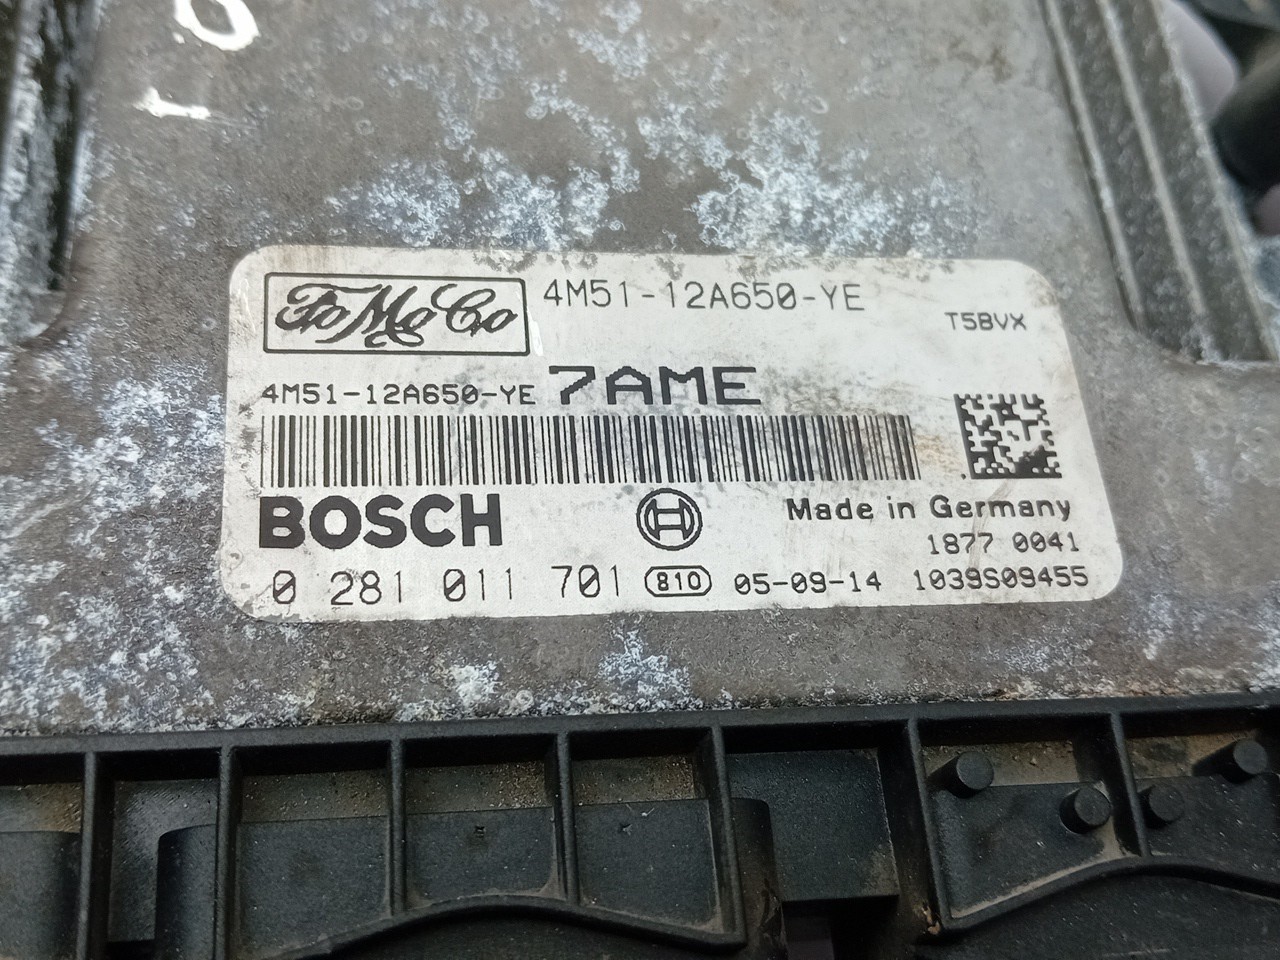 FoMoCo
4M51-12A650-YE
T5BVX
4M51-12A650-YE 7AME
BOSCH
Made in Germany
1877 0041
0 281 011 701 810 05-09-14 1039S09455